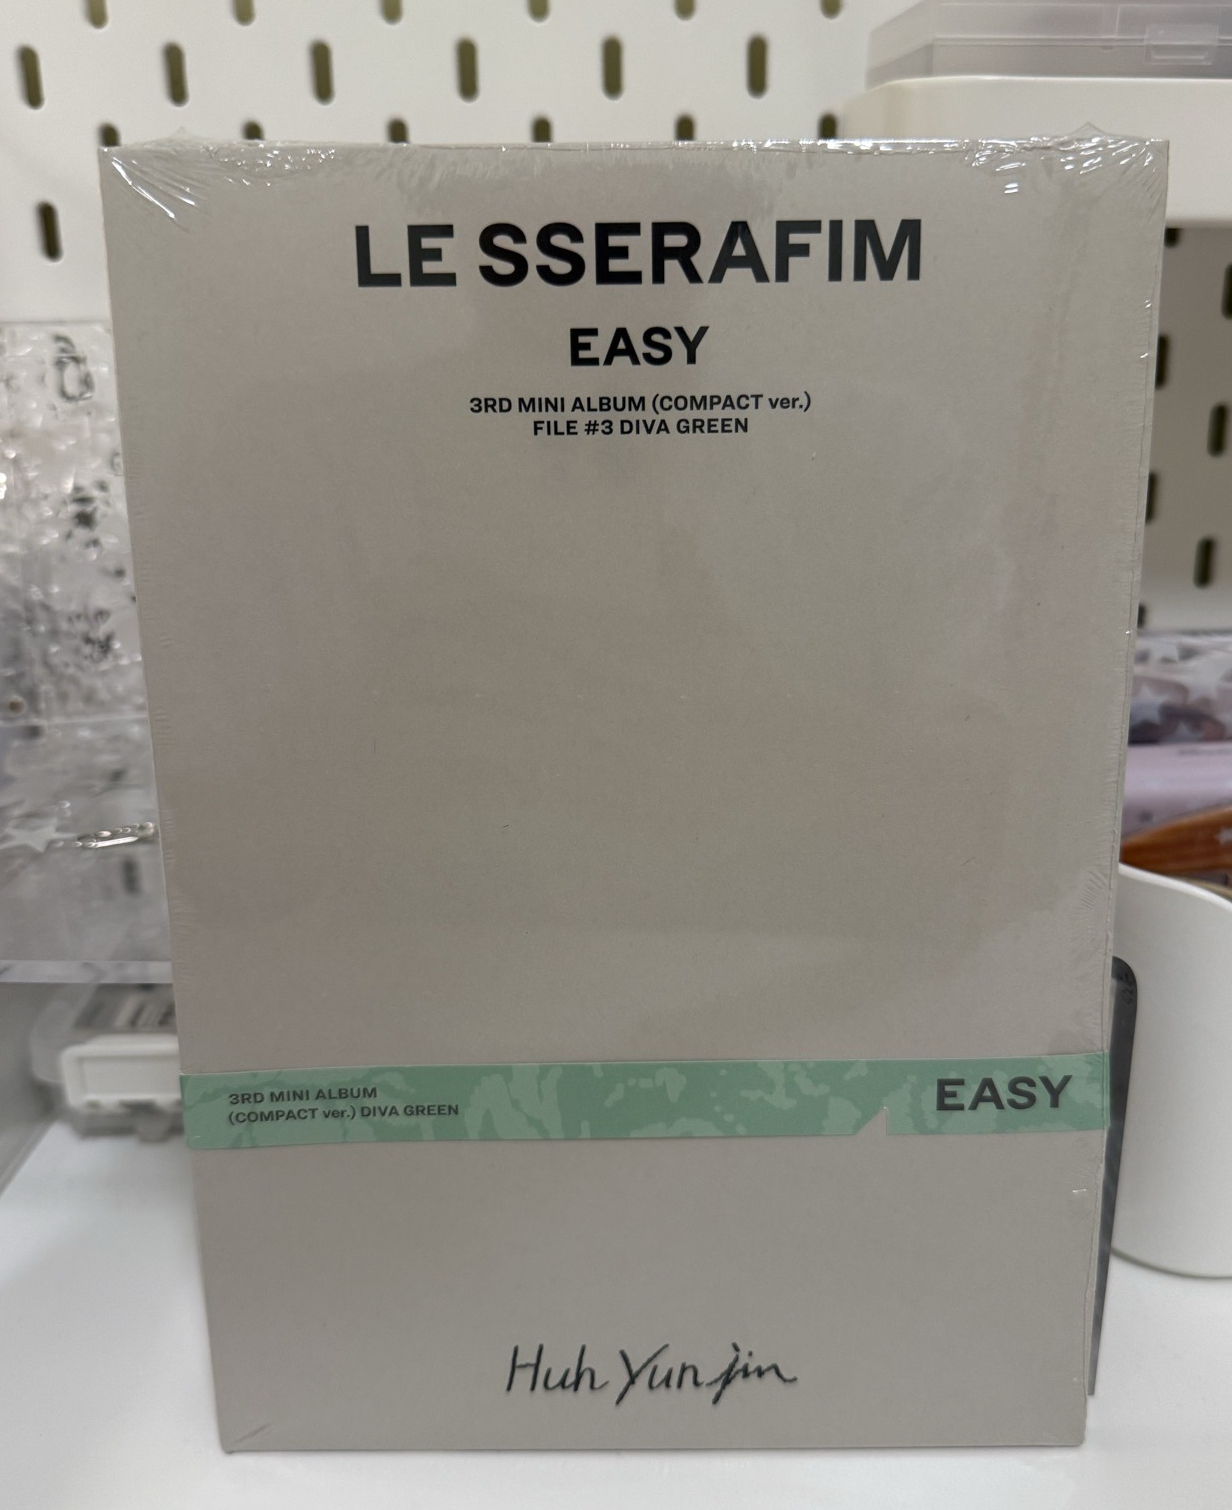 LE SSERAFIM
EASY
3RD MINI ALBUM (COMPACT ver.)
FILE #3 DIVA GREEN
3RD MINI ALBUM
(COMPACT ver.) DIVA GREEN
EASY
Huh Yunjin